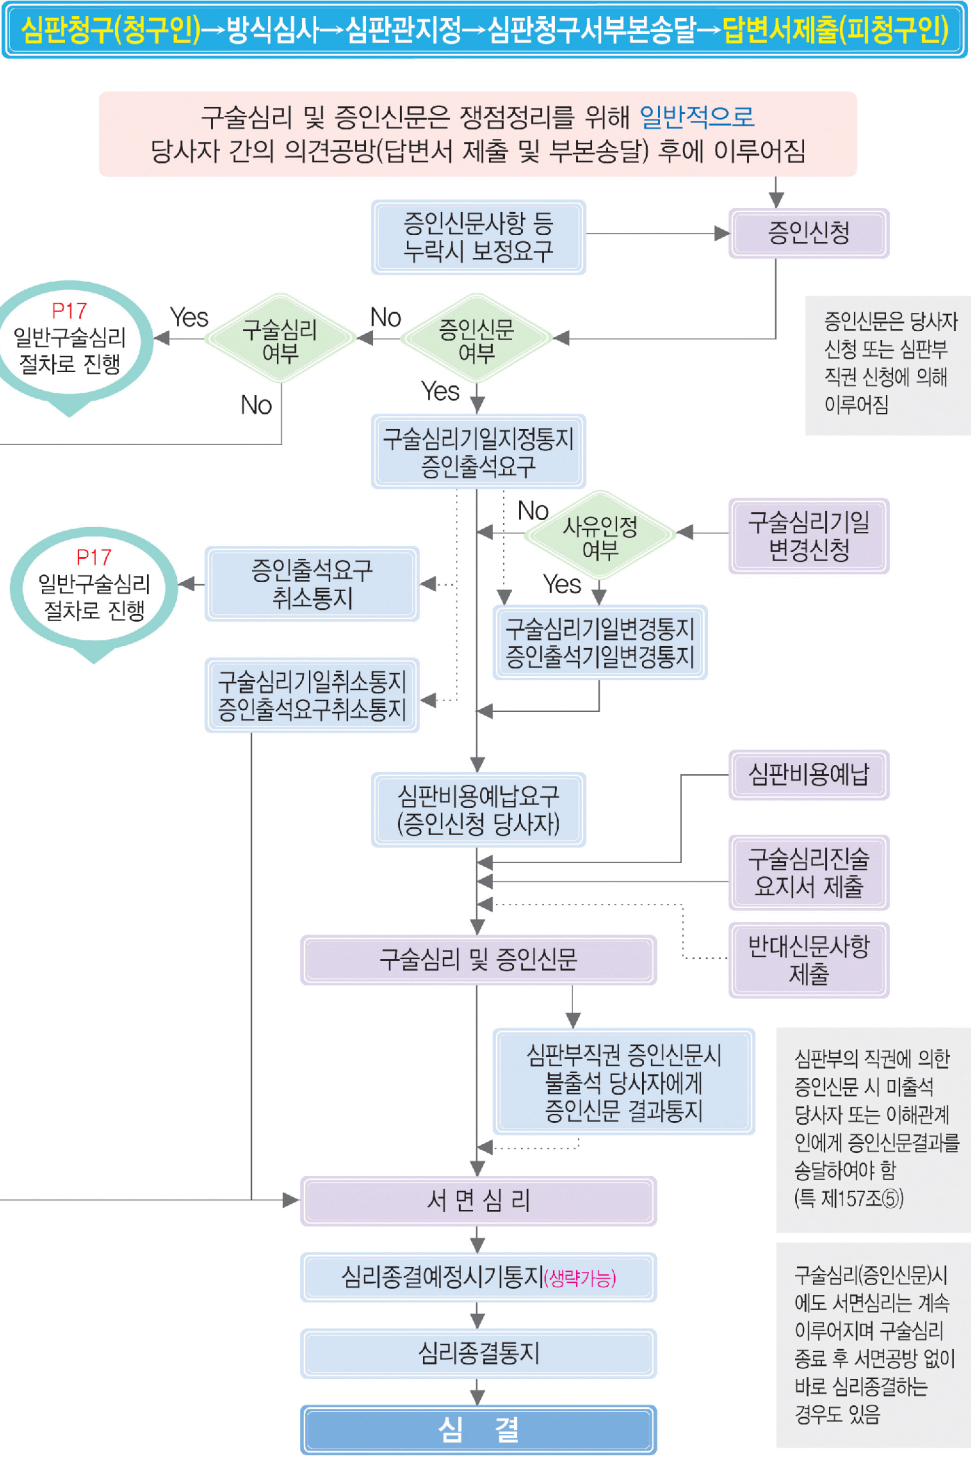 심판청구(청구인)→방식심사→심판관지정→심판청구서부본송달→답변서제출(피청구인)
구술심리 및 증인신문은 쟁점정리를 위해 일반적으로
당사자 간의 의견공방(답변서 제출 및 부본송달) 후에 이루어짐
증인신문사항 등
누락시 보정요구
증인신청
P17
일반구술심리
절차로 진행
Yes
구술심리
여부
No
증인신문
여부
증인신문은 당사자
신청 또는 심판부
직권 신청에 의해
이루어짐
No
Yes
구술심리기일지정통지
증인출석요구
No
사유인정
여부
구술심리기일
변경신청
P17
일반구술심리
절차로 진행
증인출석요구
취소통지
Yes
구술심리기일변경통지
증인출석기일변경통지
구술심리기일취소통지
증인출석요구취소통지
심판비용예납요구
(증인신청 당사자)
심판비용예납
구술심리진술
요지서 제출
반대신문사항
제출
구술심리 및 증인신문
심판부직권 증인신문시
불출석 당사자에게
증인신문 결과통지
심판부의 직권에 의한
증인신문 시 미출석
당사자 또는 이해관계
인에게 증인신문결과를
송달하여야 함
(특 제157조⑤)
서 면 심 리
심리종결예정시기통지(생략가능)
심리종결통지
심 결
구술심리(증인신문)시
에도 서면심리는 계속
이루어지며 구술심리
종료 후 서면공방 없이
바로 심리종결하는
경우도 있음